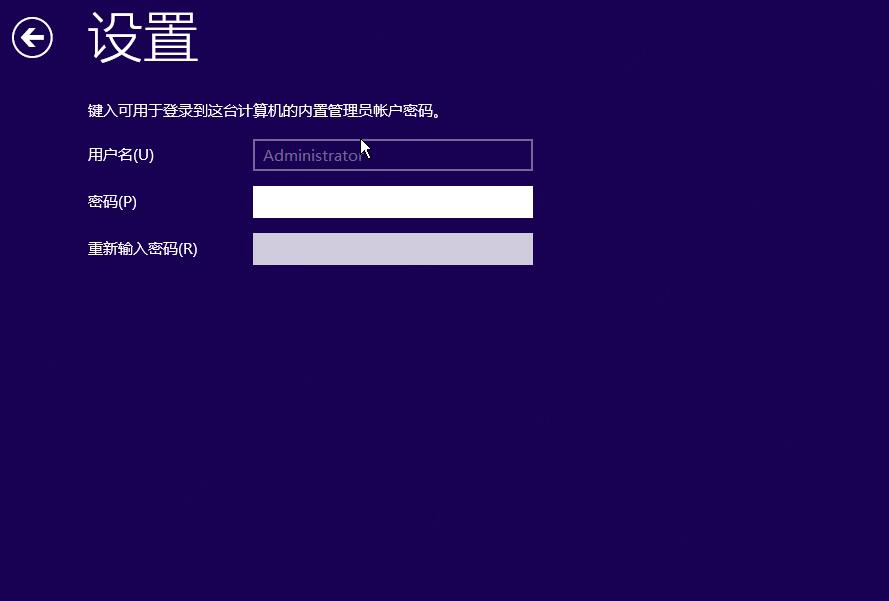 设置
键入可用于登录到这台计算机的内置管理员帐户密码。
用户名(U)
Administrator
密码(P)
重新输入密码(R)